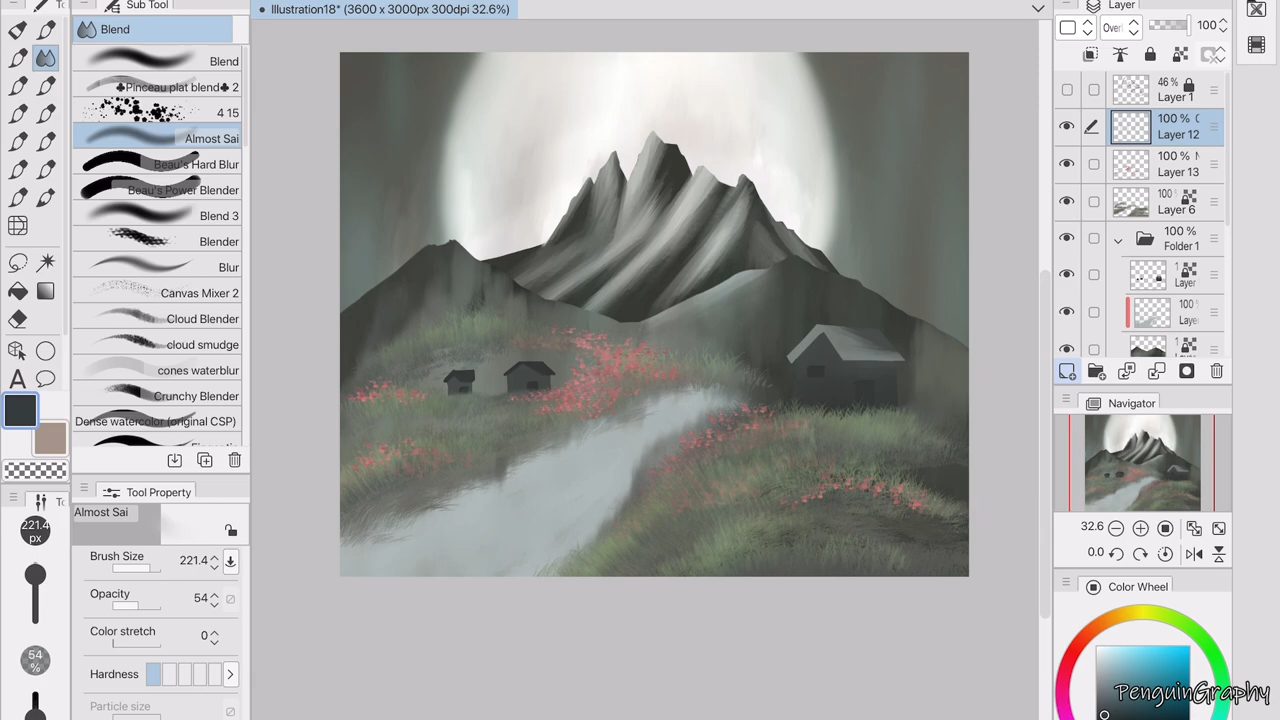 Sub Tool
Illustration18* (3600 x 3000px 300dpi 32.6%)
Layer
Blend
100
Blend
♣Pinceau plat blend♣ 2
4 15
Almost Sai
Beau's Hard Blur
Beau's Power Blender
Blend 3
Blender
Blur
Canvas Mixer 2
Cloud Blender
cloud smudge
cones waterblur
Crunchy Blender
Dense watercolor (original CSP)
46 %
Layer 1
100 %
Layer 12
100 %
Layer 13
100
Layer 6
100 %
Folder 1
Layer
100
Laye
Navigator
32.6
0.0
Color Wheel
A
Tool Property
Almost Sai
Brush Size
221.4
Opacity
54
Color stretch
0
Hardness
Particle size
221.4
px
54
%
PenguinGraphy